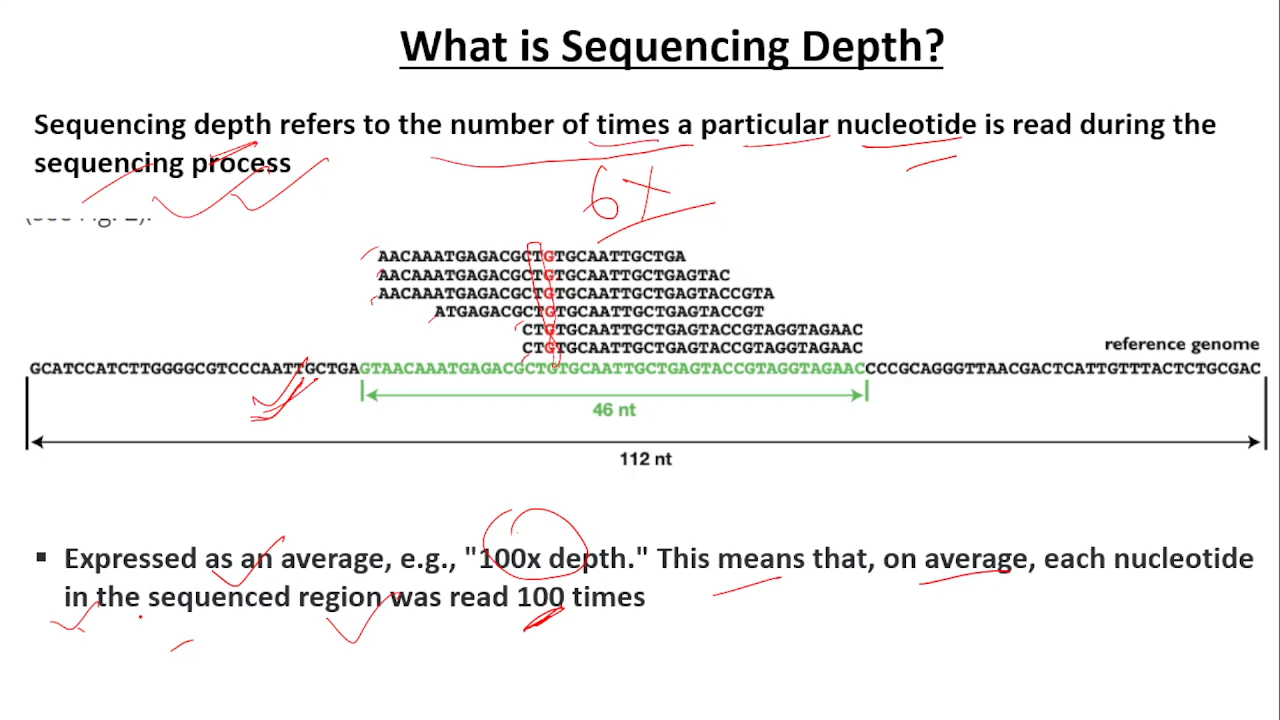 What is Sequencing Depth?
Sequencing depth refers to the number of times a particular nucleotide is read during the
sequencing process
6X
AACAAATGAGACGCTGTGCAATTGCTGA
AACAAATGAGACGCTGTGCAATTGCTGAGTAC
AACAAATGAGACGCTGTGCAATTGCTGAGTACCGTA
ATGAGACGCTGTGCAATTGCTGAGTACCGT
CTGTGCAATTGCTGAGTACCGTAGGTAGAAC
CTGTGCAATTGCTGAGTACCGTAGGTAGAAC
reference genome
GCATCCATCTTGGGGCGTCCCAATTGCTGAGTAACAAATGAGACGCTGTGCAATTGCTGAGTACCGTAGGTAGAACCCCGCAGGGTTAACGACTCATTGTTTACTCTGCGAC
46 nt
112 nt
▪ Expressed as an average, e.g., "100x depth." This means that, on average, each nucleotide
in the sequenced region was read 100 times